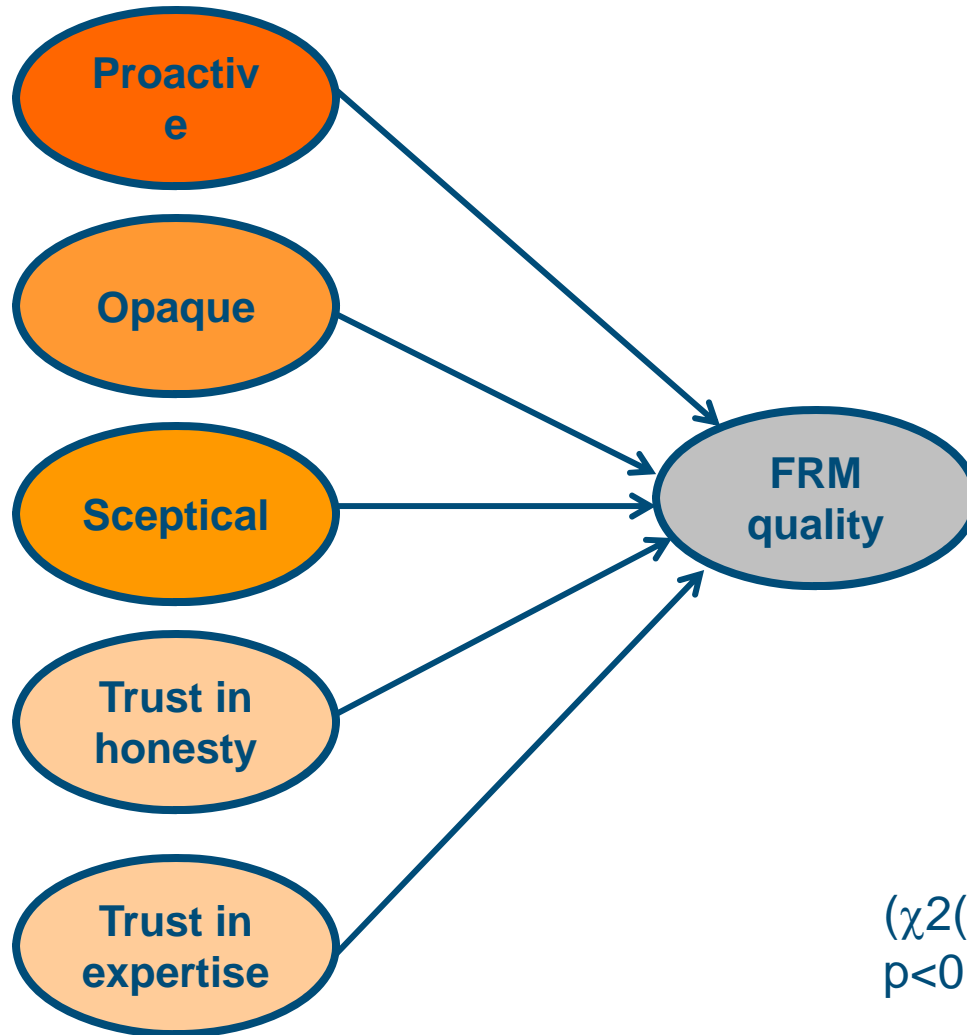 Proactiv
e
Opaque
Sceptical
FRM
quality
Trust in
honesty
Trust in
expertise
(χ2(
p<0